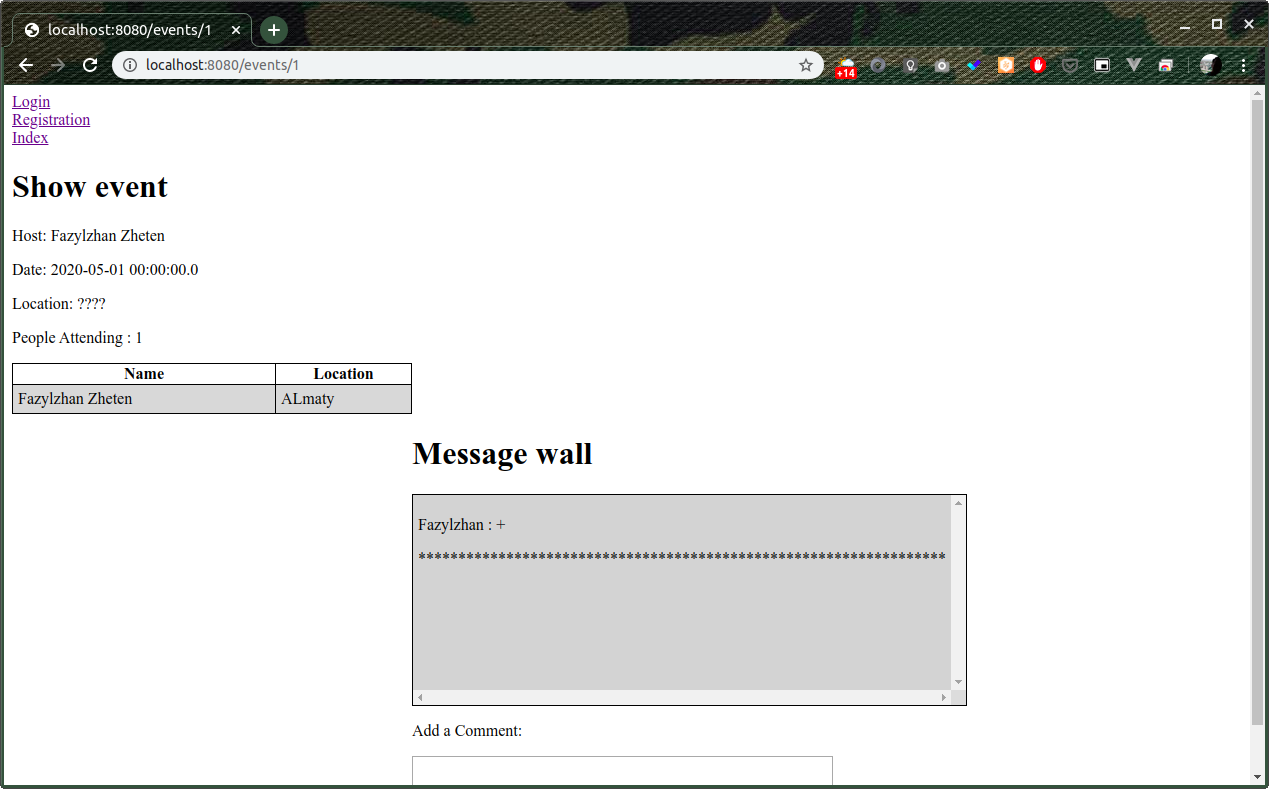 localhost:8080/events/1
localhost:8080/events/1
+14
Login
Registration
Index
Show event
Host: Fazylzhan Zheten
Date: 2020-05-01 00:00:00.0
Location: ????
People Attending : 1
Name Location
Fazylzhan Zheten ALmaty
Message wall
Fazylzhan : +
******************************************************************
Add a Comment: